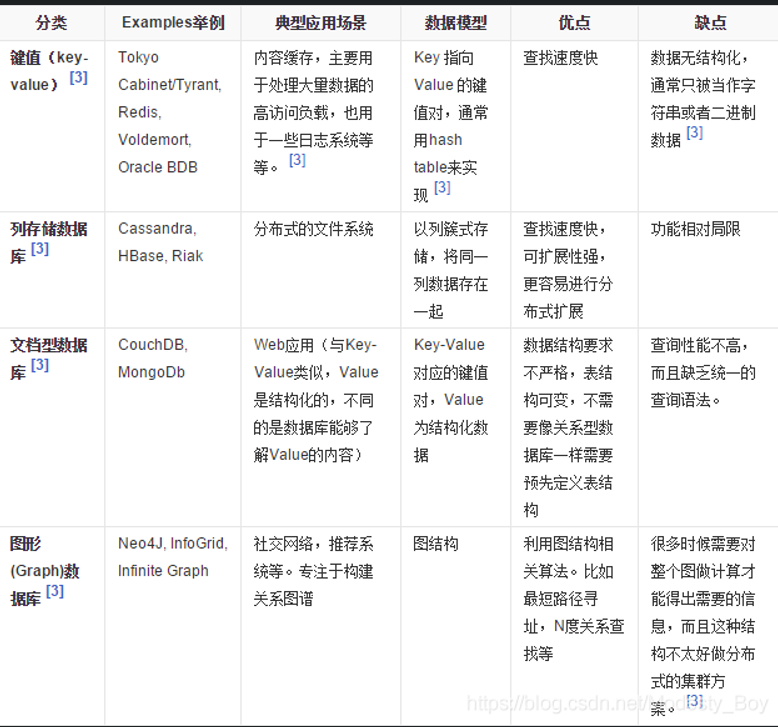 分类
Examples举例
典型应用场景
数据模型
优点
缺点
键值（key-
value） [3]
Tokyo
Cabinet/Tyrant,
Redis,
Voldemort,
Oracle BDB
内容缓存，主要用
于处理大量数据的
高访问负载，也用
于一些日志系统等
等。 [3]
Key 指向
Value 的键
值对，通常
用hash
table来实
现 [3]
查找速度快
数据无结构化，
通常只被当作字
符串或者二进制
数据 [3]
列存储数据
库 [3]
Cassandra,
HBase, Riak
分布式的文件系统
以列簇式存
储，将同一
列数据存在
一起
查找速度快，
可扩展性强，
更容易进行分
布式扩展
功能相对局限
文档型数据
库 [3]
CouchDB,
MongoDb
Web应用（与Key-
Value类似，Value
是结构化的，不同
的是数据库能够了
解Value的内容）
Key-Value
对应的键值
对，Value
为结构化数
据
数据结构要求
不严格，表结
构可变，不需
要像关系型数
据库一样需要
预先定义表结
构
查询性能不高，
而且缺乏统一的
查询语法。
图形
(Graph)数
据库 [3]
Neo4J, InfoGrid,
Infinite Graph
社交网络，推荐系
统等。专注于构建
关系图谱
图结构
利用图结构相
关算法。比如
最短路径寻
址，N度关系查
找等
很多时候需要对
整个图做计算才
能得出需要的信
息，而且这种结
构不太好做分布
式的集群方
案。 [3]
https://blog.csdn.net/Modesty_Boy